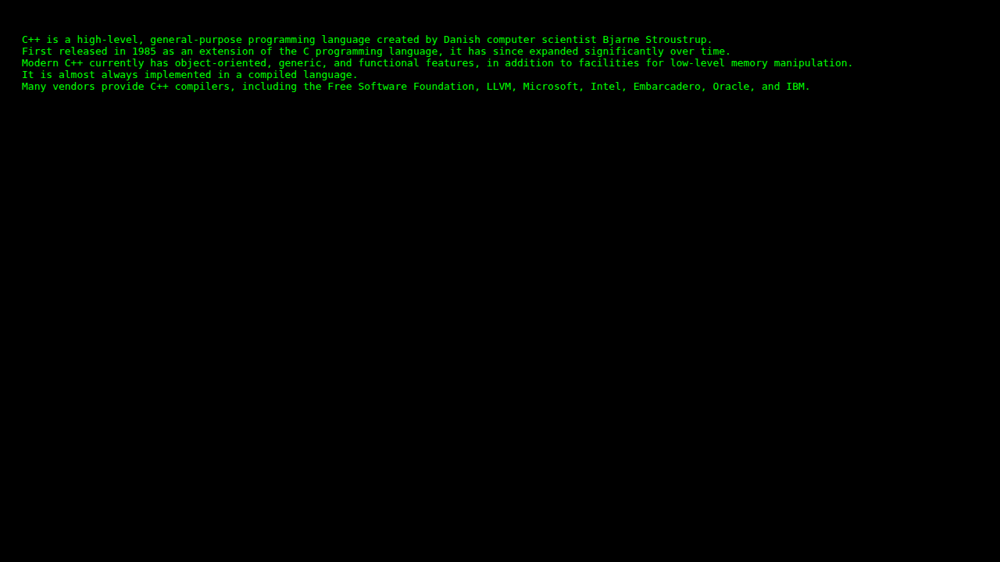 C++ is a high-level, general-purpose programming language created by Danish computer scientist Bjarne Stroustrup.
First released in 1985 as an extension of the C programming language, it has since expanded significantly over time.
Modern C++ currently has object-oriented, generic, and functional features, in addition to facilities for low-level memory manipulation.
It is almost always implemented in a compiled language.
Many vendors provide C++ compilers, including the Free Software Foundation, LLVM, Microsoft, Intel, Embarcadero, Oracle, and IBM.